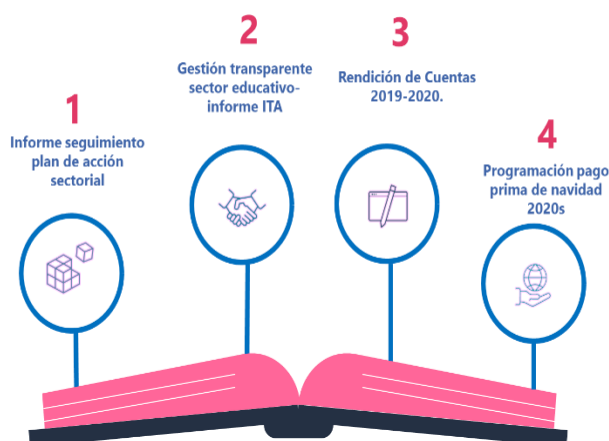 1
Informe seguimiento
plan de acción
sectorial
2
Gestión transparente
sector educativo-
informe ITA
3
Rendición de Cuentas
2019-2020.
4
Programación pago
prima de navidad
2020s